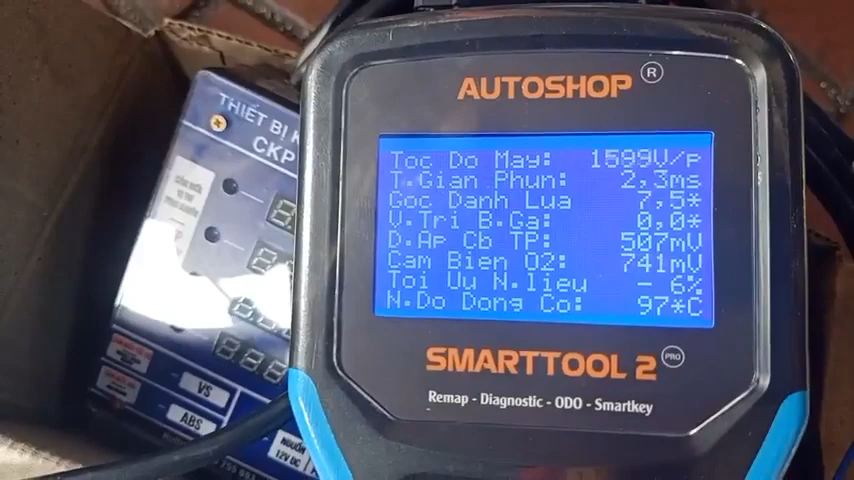 AUTOSHOP ®
Toc Do May: 1599V/p
T.Gian Phun: 2,3ms
Goc Danh Lua 7,5*
V.Tri B.Ga: 0,0*
D.Ap Cb TP: 507mV
Cam Bien O2: 741mV
Toi Uu N.lieu - 6%
N.Do Dong Co: 97*C
SMARTTOOL 2 PRO
Remap - Diagnostic - ODO - Smartkey
THIẾT BỊ
CKP
VS
ABS
NGUỒN
12V DC